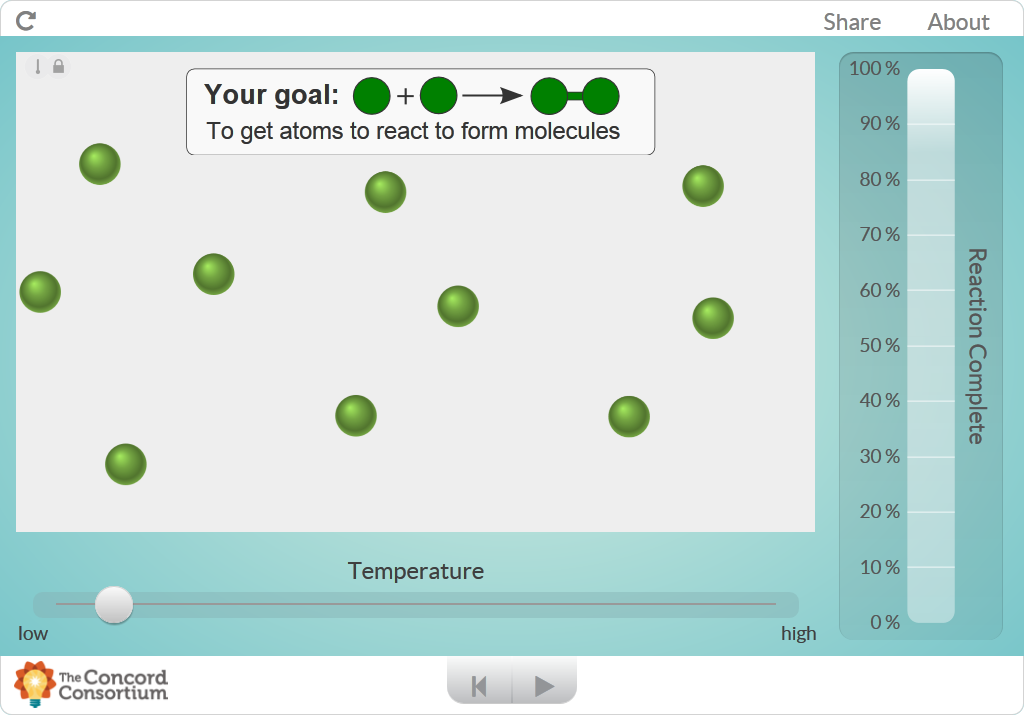 Share
About
Your goal: +
To get atoms to react to form molecules
100 %
90 %
80 %
70 %
60 %
50 %
40 %
30 %
20 %
10 %
0 %
Reaction Complete
Temperature
low
high
The Concord
Consortium